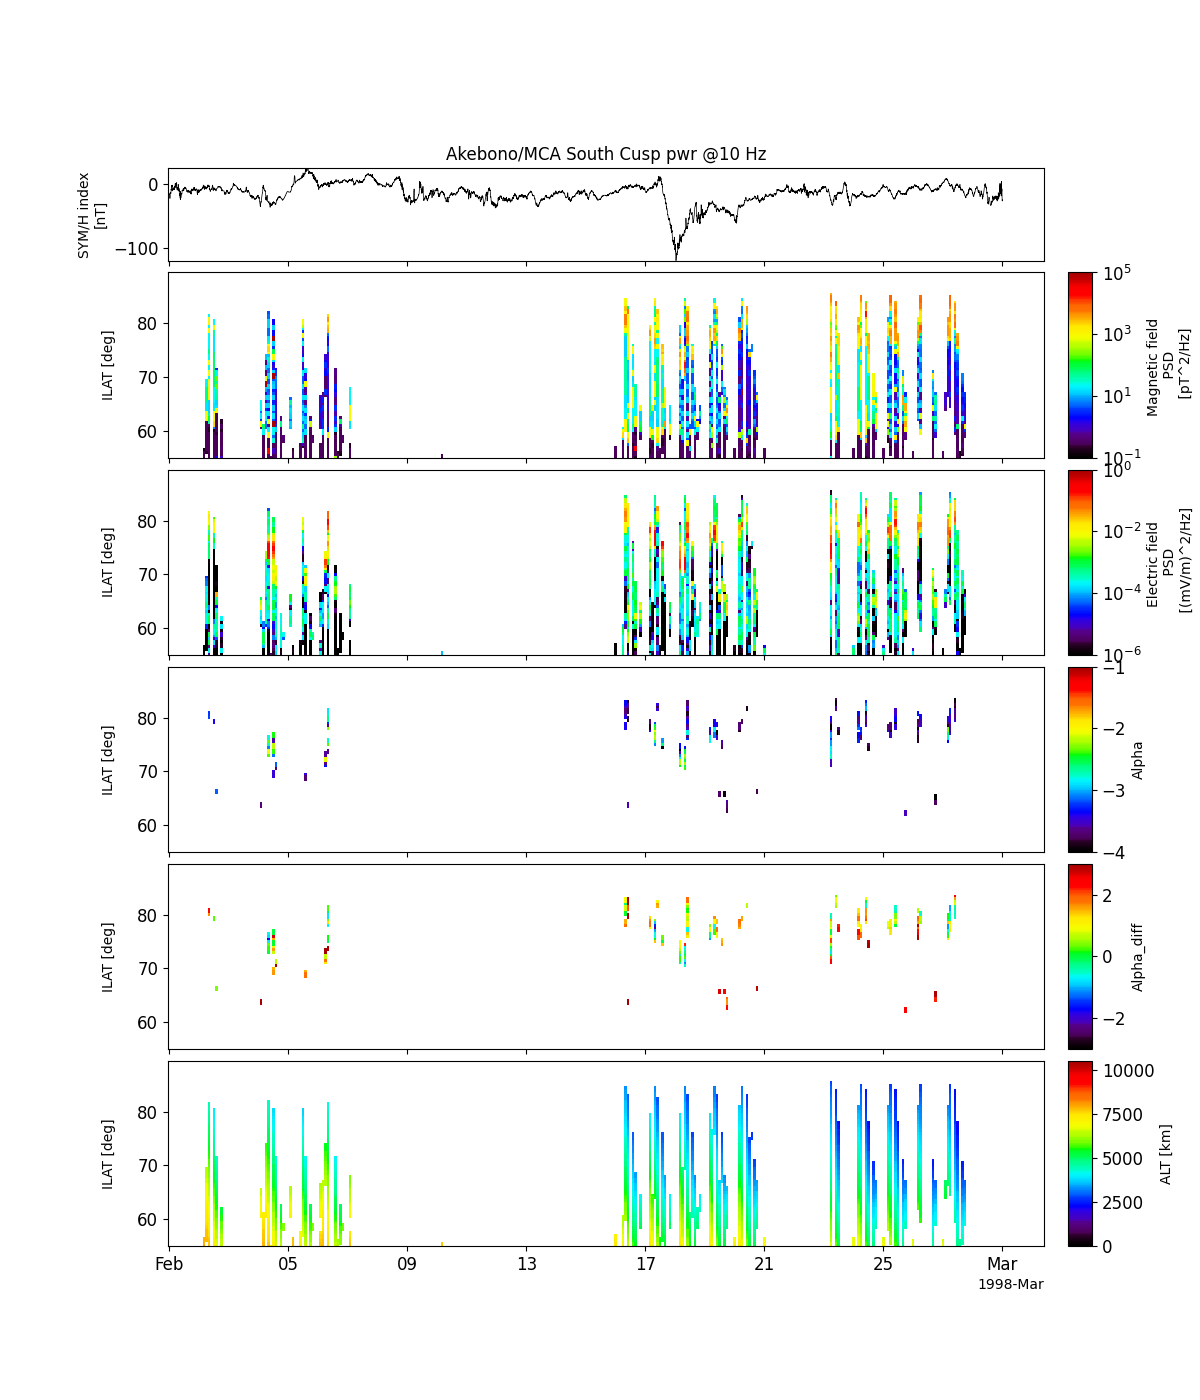 Akebono/MCA South Cusp pwr @10 Hz
SYM/H index
[nT]
0
−100
ILAT [deg]
80
70
60
10^5
10^3
10^1
10^−1
Magnetic field
PSD
[pT^2/Hz]
ILAT [deg]
80
70
60
10^0
10^−2
10^−4
10^−6
Electric field
PSD
[(mV/m)^2/Hz]
ILAT [deg]
80
70
60
−1
−2
−3
−4
Alpha
ILAT [deg]
80
70
60
2
0
−2
Alpha_diff
ILAT [deg]
80
70
60
10000
7500
5000
2500
0
ALT [km]
Feb 05 09 13 17 21 25 Mar
1998-Mar